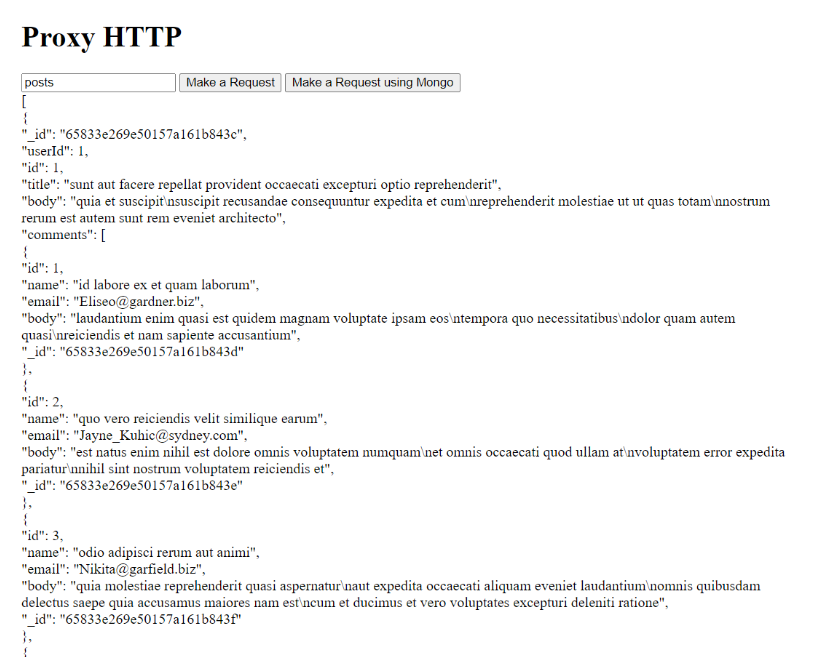 Proxy HTTP
posts Make a Request Make a Request using Mongo
[
{
"_id": "65833e269e50157a161b843c",
"userId": 1,
"id": 1,
"title": "sunt aut facere repellat provident occaecati excepturi optio reprehenderit",
"body": "quia et suscipit\nsuscipit recusandae consequuntur expedita et cum\nreprehenderit molestiae ut ut quas totam\nnostrum
rerum est autem sunt rem eveniet architecto",
"comments": [
{
"id": 1,
"name": "id labore ex et quam laborum",
"email": "Eliseo@gardner.biz",
"body": "laudantium enim quasi est quidem magnam voluptate ipsam eos\ntempora quo necessitatibus\ndolor quam autem
quasi\nreiciendis et nam sapiente accusantium",
"_id": "65833e269e50157a161b843d"
},
{
"id": 2,
"name": "quo vero reiciendis velit similique earum",
"email": "Jayne_Kuhic@sydney.com",
"body": "est natus enim nihil est dolore omnis voluptatem numquam\net omnis occaecati quod ullam at\nvoluptatem error expedita
pariatur\nnihil sint nostrum voluptatem reiciendis et",
"_id": "65833e269e50157a161b843e"
},
{
"id": 3,
"name": "odio adipisci rerum aut animi",
"email": "Nikita@garfield.biz",
"body": "quia molestiae reprehenderit quasi aspernatur\naut expedita occaecati aliquam eveniet laudantium\nomnis quibusdam
delectus saepe quia accusamus maiores nam est\ncum et ducimus et vero voluptates excepturi deleniti ratione",
"_id": "65833e269e50157a161b843f"
},
{